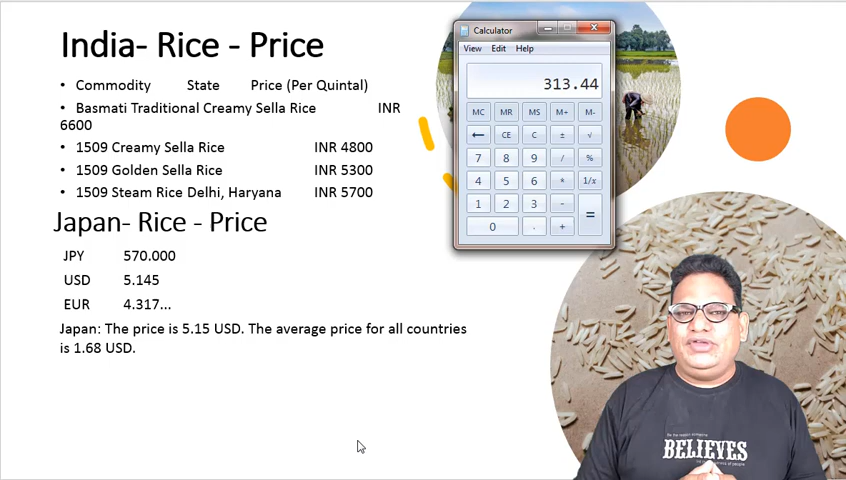 India- Rice - Price
• Commodity State Price (Per Quintal)
• Basmati Traditional Creamy Sella Rice INR
6600
• 1509 Creamy Sella Rice INR 4800
• 1509 Golden Sella Rice INR 5300
• 1509 Steam Rice Delhi, Haryana INR 5700
Japan- Rice - Price
JPY 570.000
USD 5.145
EUR 4.317...
Japan: The price is 5.15 USD. The average price for all countries
is 1.68 USD.
Calculator
View Edit Help
313.44
MC MR MS M+ M-
← CE C ± √
7 8 9 / %
4 5 6 * 1/x
1 2 3 - =
0 . +
BELIEVES